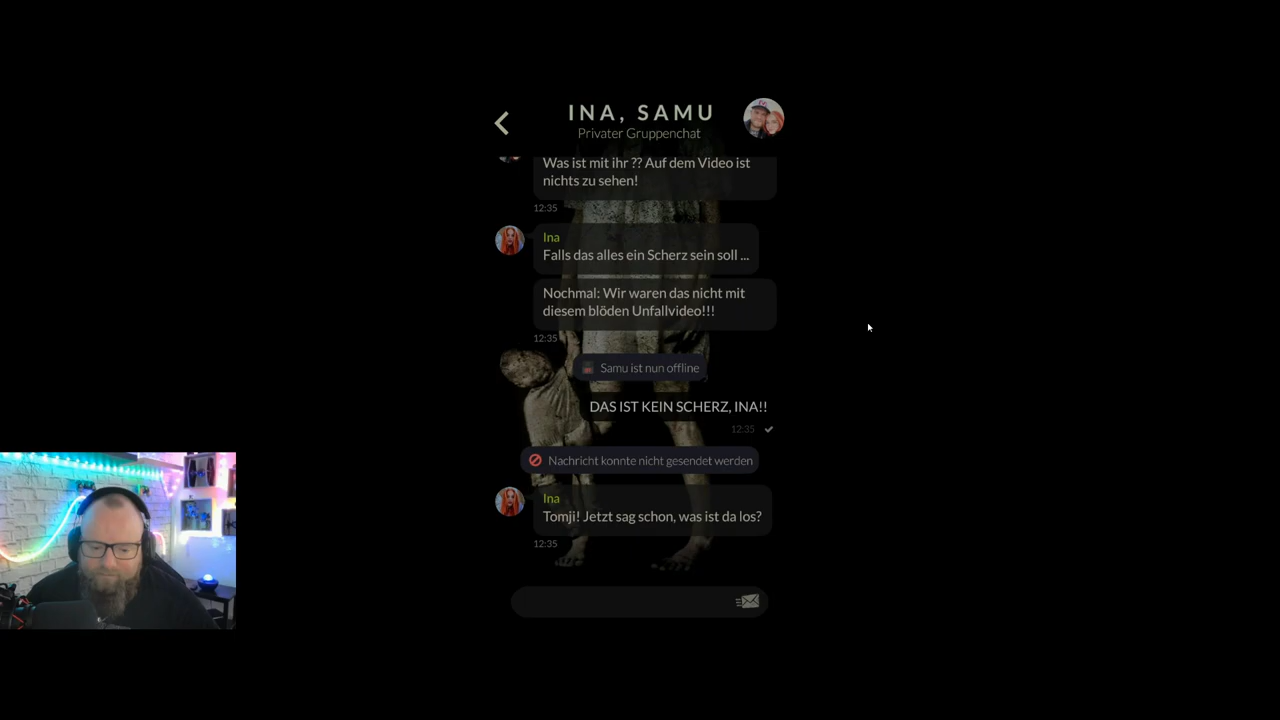 INA, SAMU
Privater Gruppenchat
Was ist mit ihr ?? Auf dem Video ist
nichts zu sehen!
12:35
Ina
Falls das alles ein Scherz sein soll ...
Nochmal: Wir waren das nicht mit
diesem blöden Unfallvideo!!!
12:35
Samu ist nun offline
DAS IST KEIN SCHERZ, INA!!
12:35
Nachricht konnte nicht gesendet werden
Ina
Tomji! Jetzt sag schon, was ist da los?
12:35